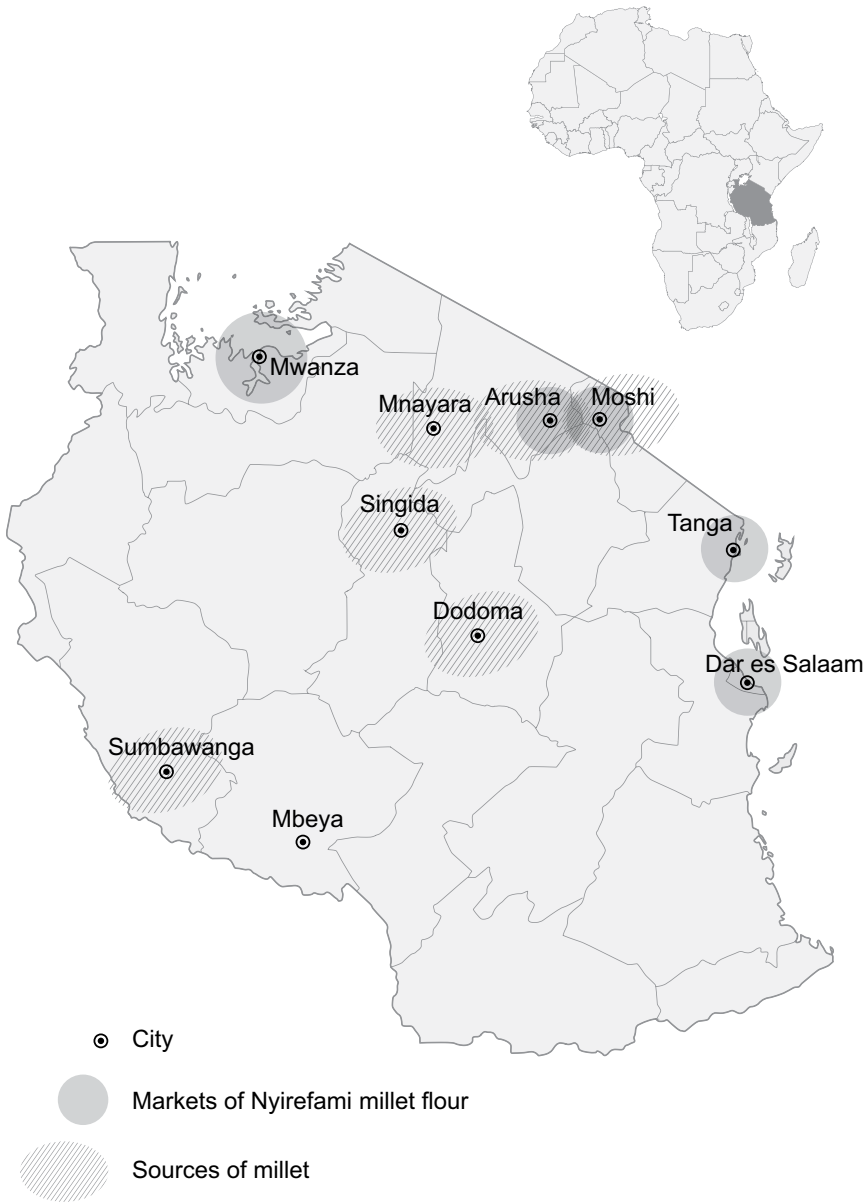 Mwanza
Mnayara
Arusha
Moshi
Singida
Tanga
Dodoma
Dar es Salaam
Sumbawanga
Mbeya
City
Markets of Nyirefami millet flour
Sources of millet